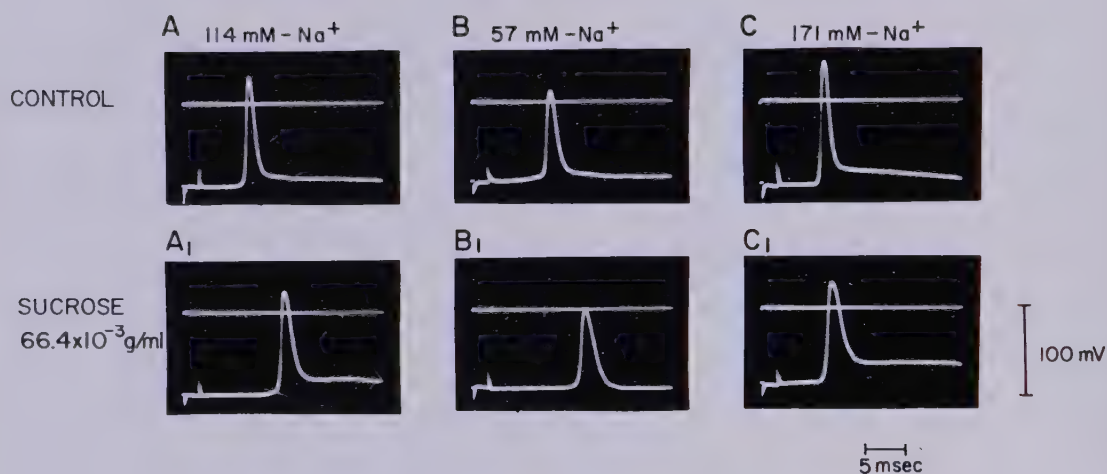 A 114 mM-Na⁺
B 57 mM-Na⁺
C 171 mM-Na⁺
CONTROL
A₁
B₁
C₁
SUCROSE
66.4x10⁻³g/ml
100 mV
5 msec